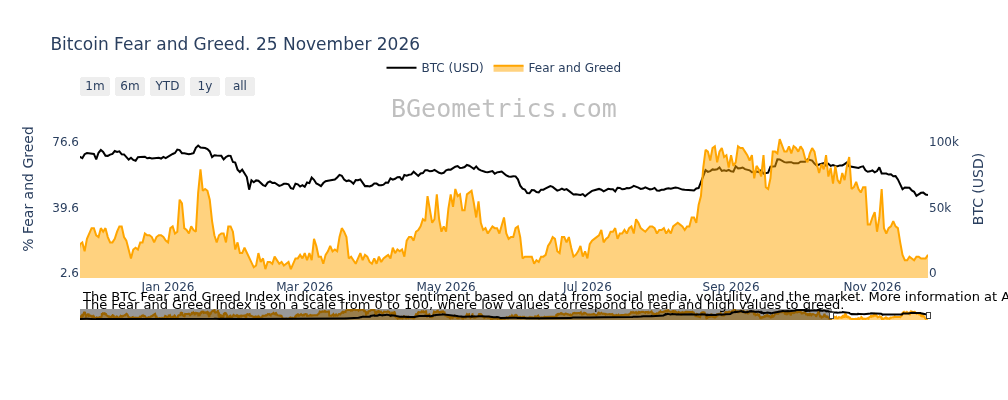 Bitcoin Fear and Greed. 25 November 2026
BTC (USD) Fear and Greed
1m 6m YTD 1y all
BGeometrics.com
% Fear and Greed
76.6
39.6
2.6
100k
50k
0
BTC (USD)
Jan 2026 Mar 2026 May 2026 Jul 2026 Sep 2026 Nov 2026
The BTC Fear and Greed Index indicates investor sentiment based on data from social media, volatility, and the market. More information at A
The Fear and Greed Index is on a scale from 0 to 100, where low values correspond to fear and high values to greed.